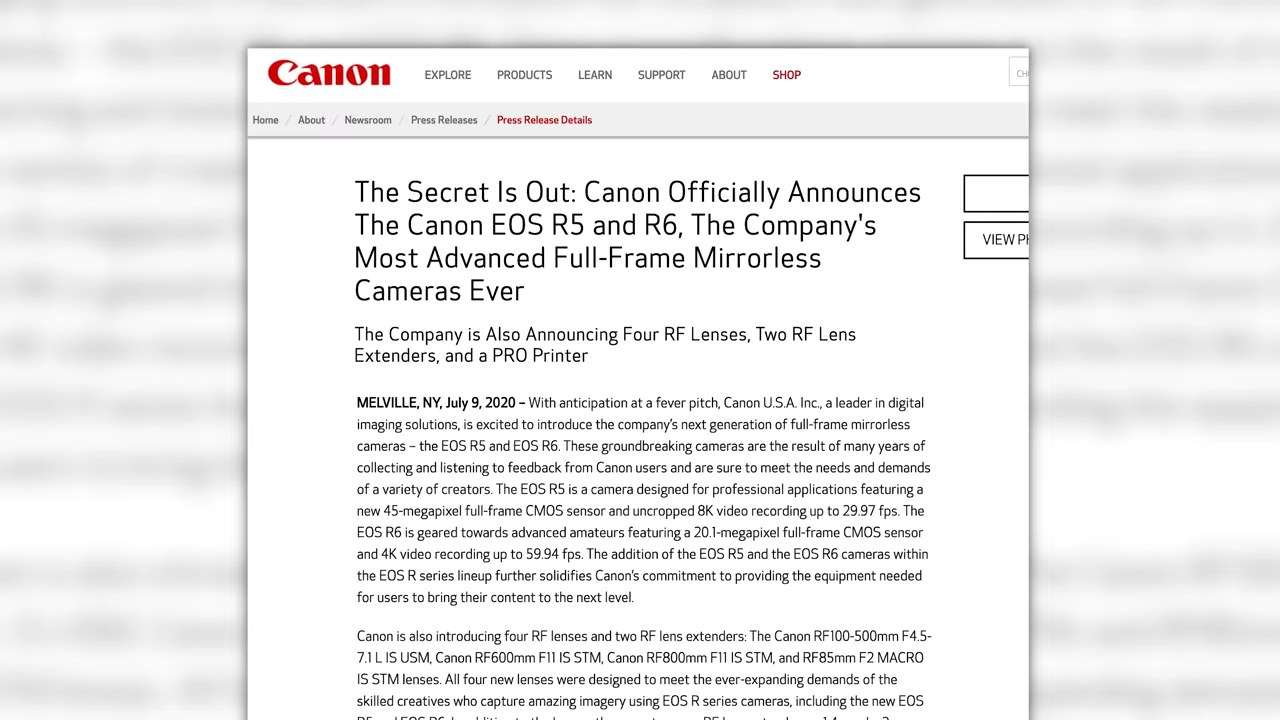 Canon
EXPLORE PRODUCTS LEARN SUPPORT ABOUT SHOP
Home / About / Newsroom / Press Releases / Press Release Details
The Secret Is Out: Canon Officially Announces
The Canon EOS R5 and R6, The Company's
Most Advanced Full-Frame Mirrorless
Cameras Ever
VIEW
The Company is Also Announcing Four RF Lenses, Two RF Lens
Extenders, and a PRO Printer
MELVILLE, NY, July 9, 2020 – With anticipation at a fever pitch, Canon U.S.A. Inc., a leader in digital
imaging solutions, is excited to introduce the company's next generation of full-frame mirrorless
cameras – the EOS R5 and EOS R6. These groundbreaking cameras are the result of many years of
collecting and listening to feedback from Canon users and are sure to meet the needs and demands
of a variety of creators. The EOS R5 is a camera designed for professional applications featuring a
new 45-megapixel full-frame CMOS sensor and uncropped 8K video recording up to 29.97 fps. The
EOS R6 is geared towards advanced amateurs featuring a 20.1-megapixel full-frame CMOS sensor
and 4K video recording up to 59.94 fps. The addition of the EOS R5 and the EOS R6 cameras within
the EOS R series lineup further solidifies Canon's commitment to providing the equipment needed
for users to bring their content to the next level.
Canon is also introducing four RF lenses and two RF lens extenders: The Canon RF100-500mm F4.5-
7.1 L IS USM, Canon RF600mm F11 IS STM, Canon RF800mm F11 IS STM, and RF85mm F2 MACRO
IS STM lenses. All four new lenses were designed to meet the ever-expanding demands of the
skilled creatives who capture amazing imagery using EOS R series cameras, including the new EOS